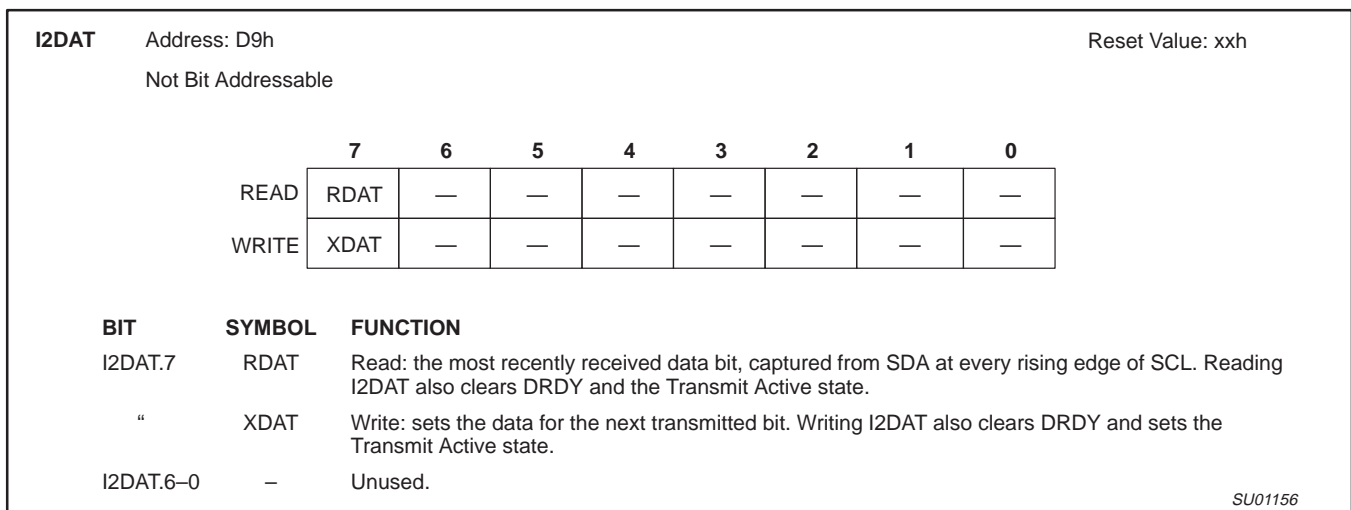 I2DAT Address: D9h Reset Value: xxh
Not Bit Addressable
7 6 5 4 3 2 1 0
READ RDAT — — — — — — —
WRITE XDAT — — — — — — —
BIT SYMBOL FUNCTION
I2DAT.7 RDAT Read: the most recently received data bit, captured from SDA at every rising edge of SCL. Reading
I2DAT also clears DRDY and the Transmit Active state.
“ XDAT Write: sets the data for the next transmitted bit. Writing I2DAT also clears DRDY and sets the
Transmit Active state.
I2DAT.6–0 – Unused.
SU01156